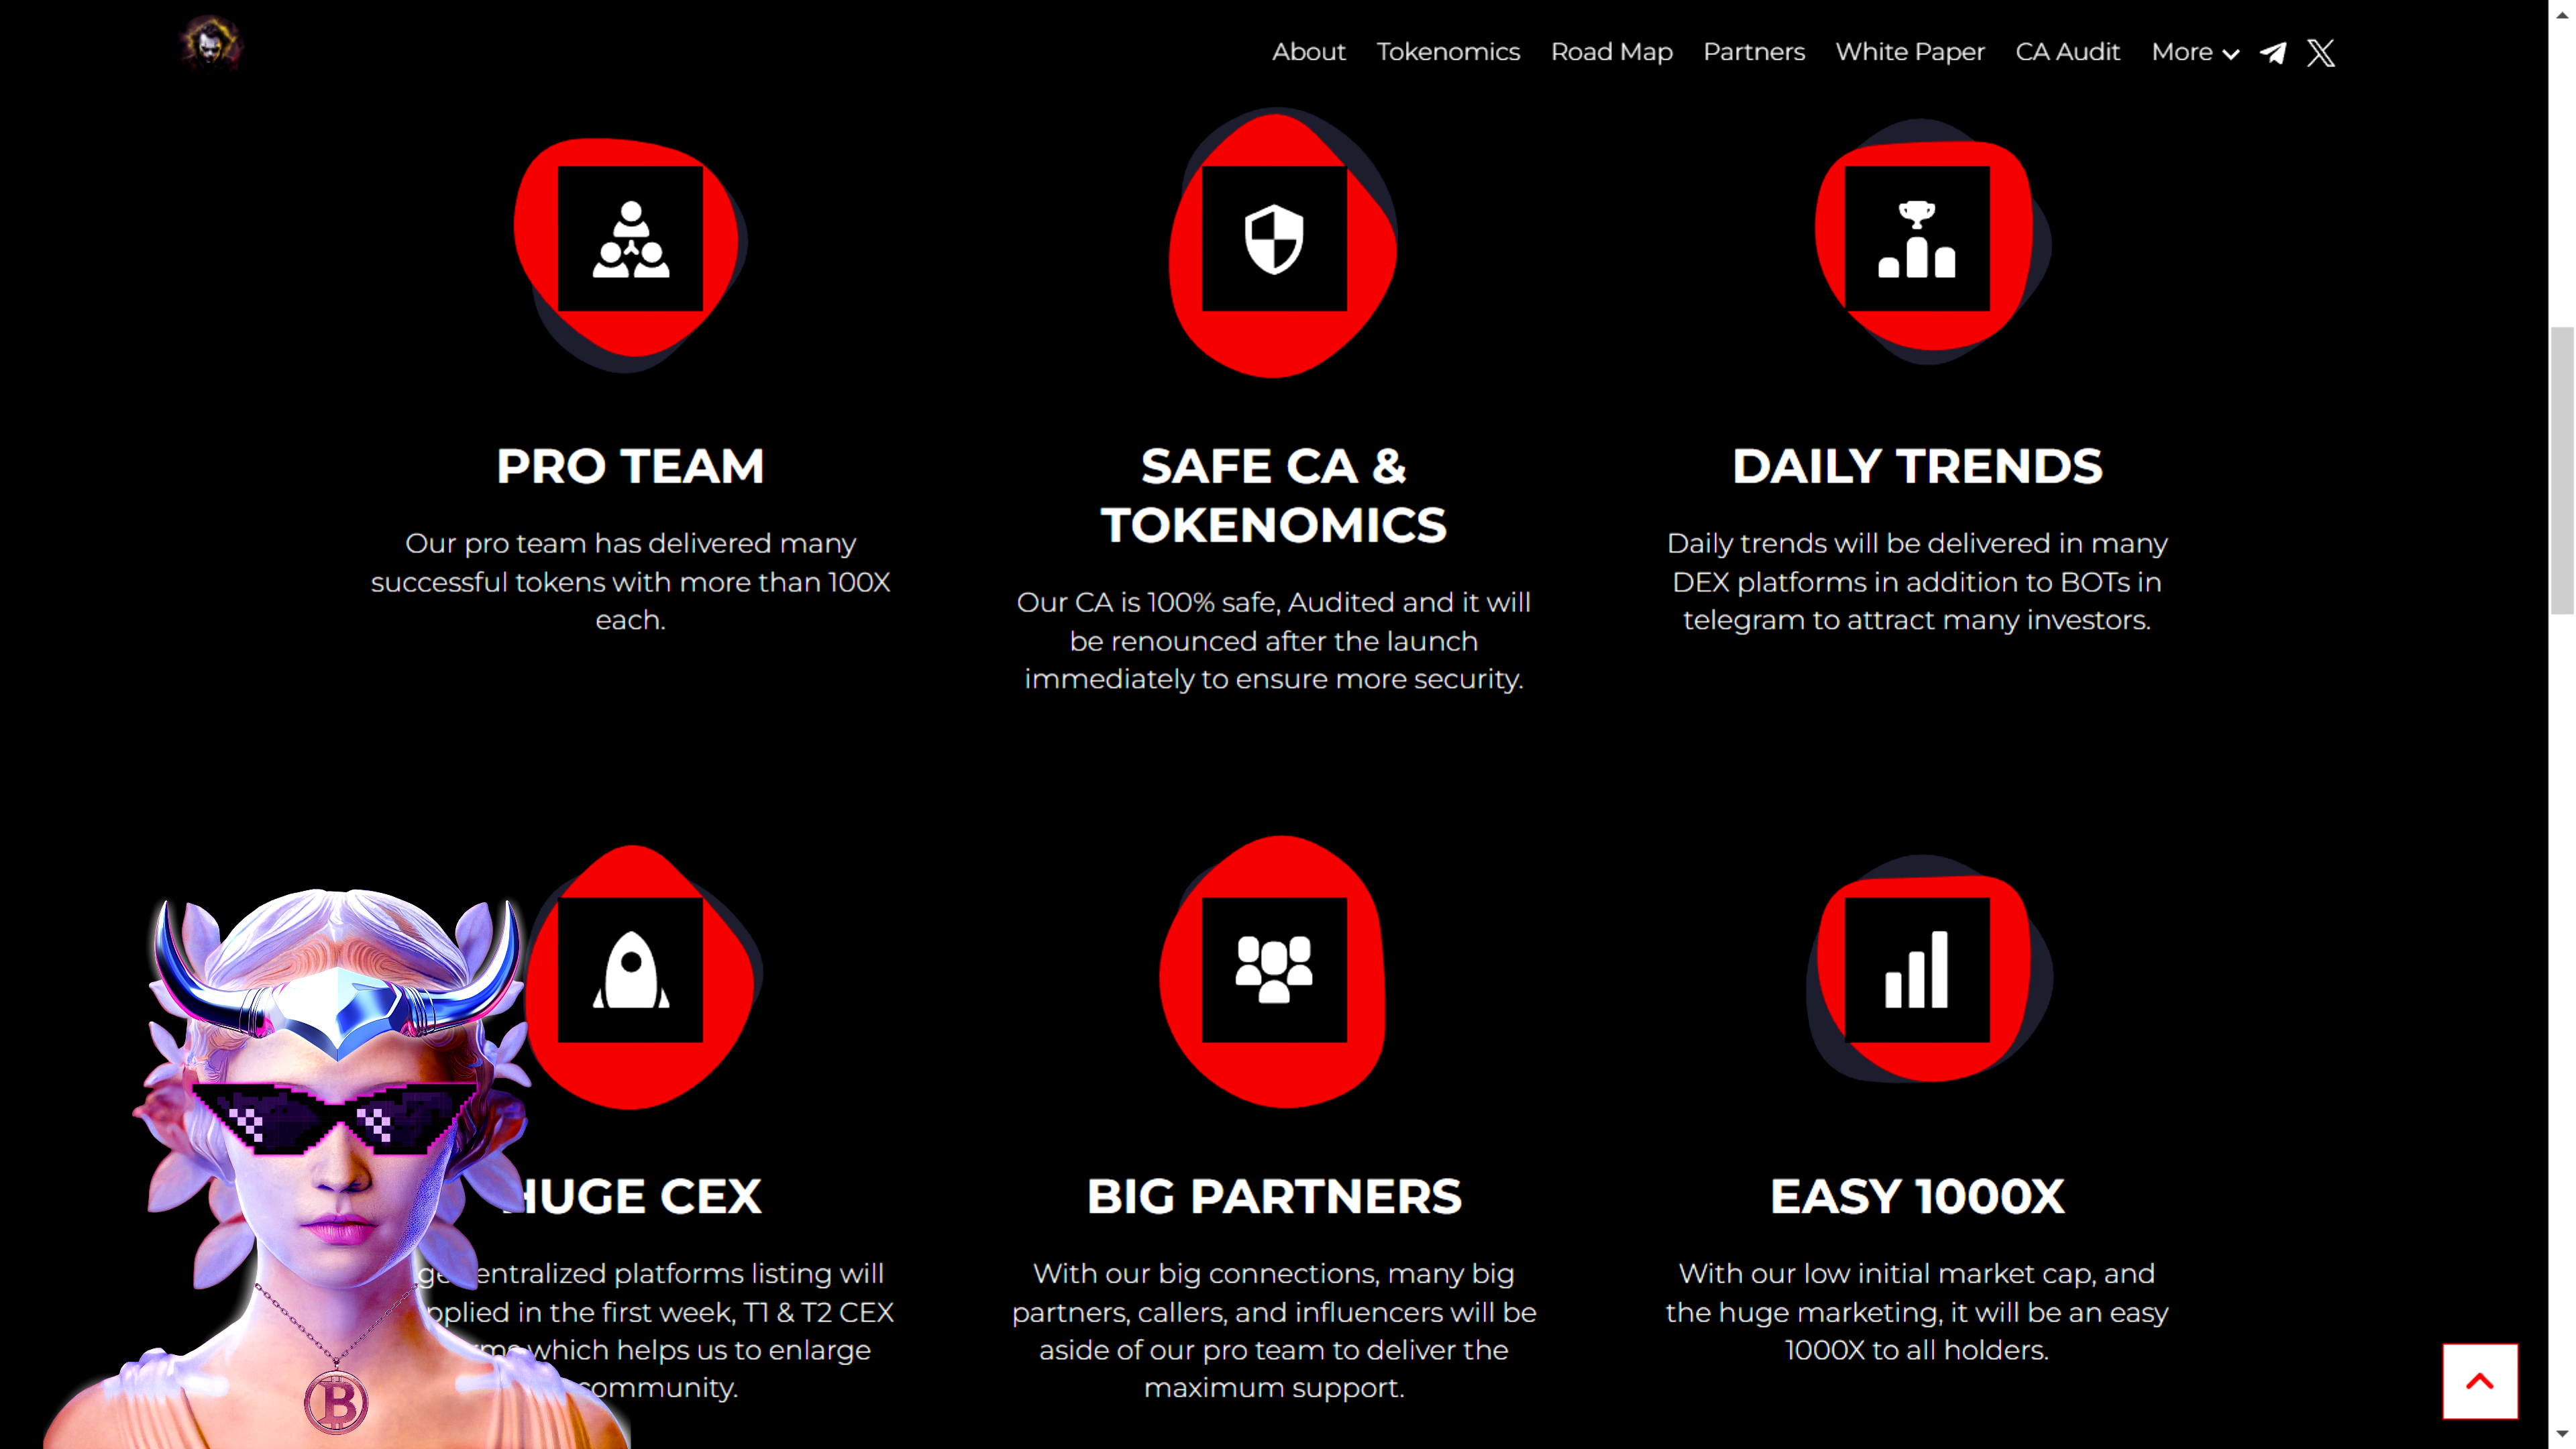 About Tokenomics Road Map Partners White Paper CA Audit More
PRO TEAM
Our pro team has delivered many
successful tokens with more than 100X
each.
SAFE CA &
TOKENOMICS
Our CA is 100% safe, Audited and it will
be renounced after the launch
immediately to ensure more security.
DAILY TRENDS
Daily trends will be delivered in many
DEX platforms in addition to BOTs in
telegram to attract many investors.
HUGE CEX
listing will
in the first week, T1 & T2 CEX
which helps us to enlarge
community.
BIG PARTNERS
With our big connections, many big
partners, callers, and influencers will be
aside of our pro team to deliver the
maximum support.
EASY 1000X
With our low initial market cap, and
the huge marketing, it will be an easy
1000X to all holders.
B